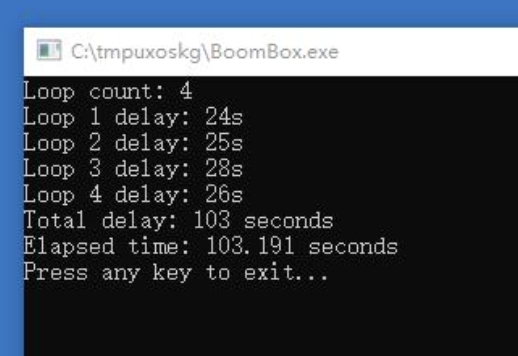 C:\tmpuxoskg\BoomBox.exe
Loop count: 4
Loop 1 delay: 24s
Loop 2 delay: 25s
Loop 3 delay: 28s
Loop 4 delay: 26s
Total delay: 103 seconds
Elapsed time: 103.191 seconds
Press any key to exit...